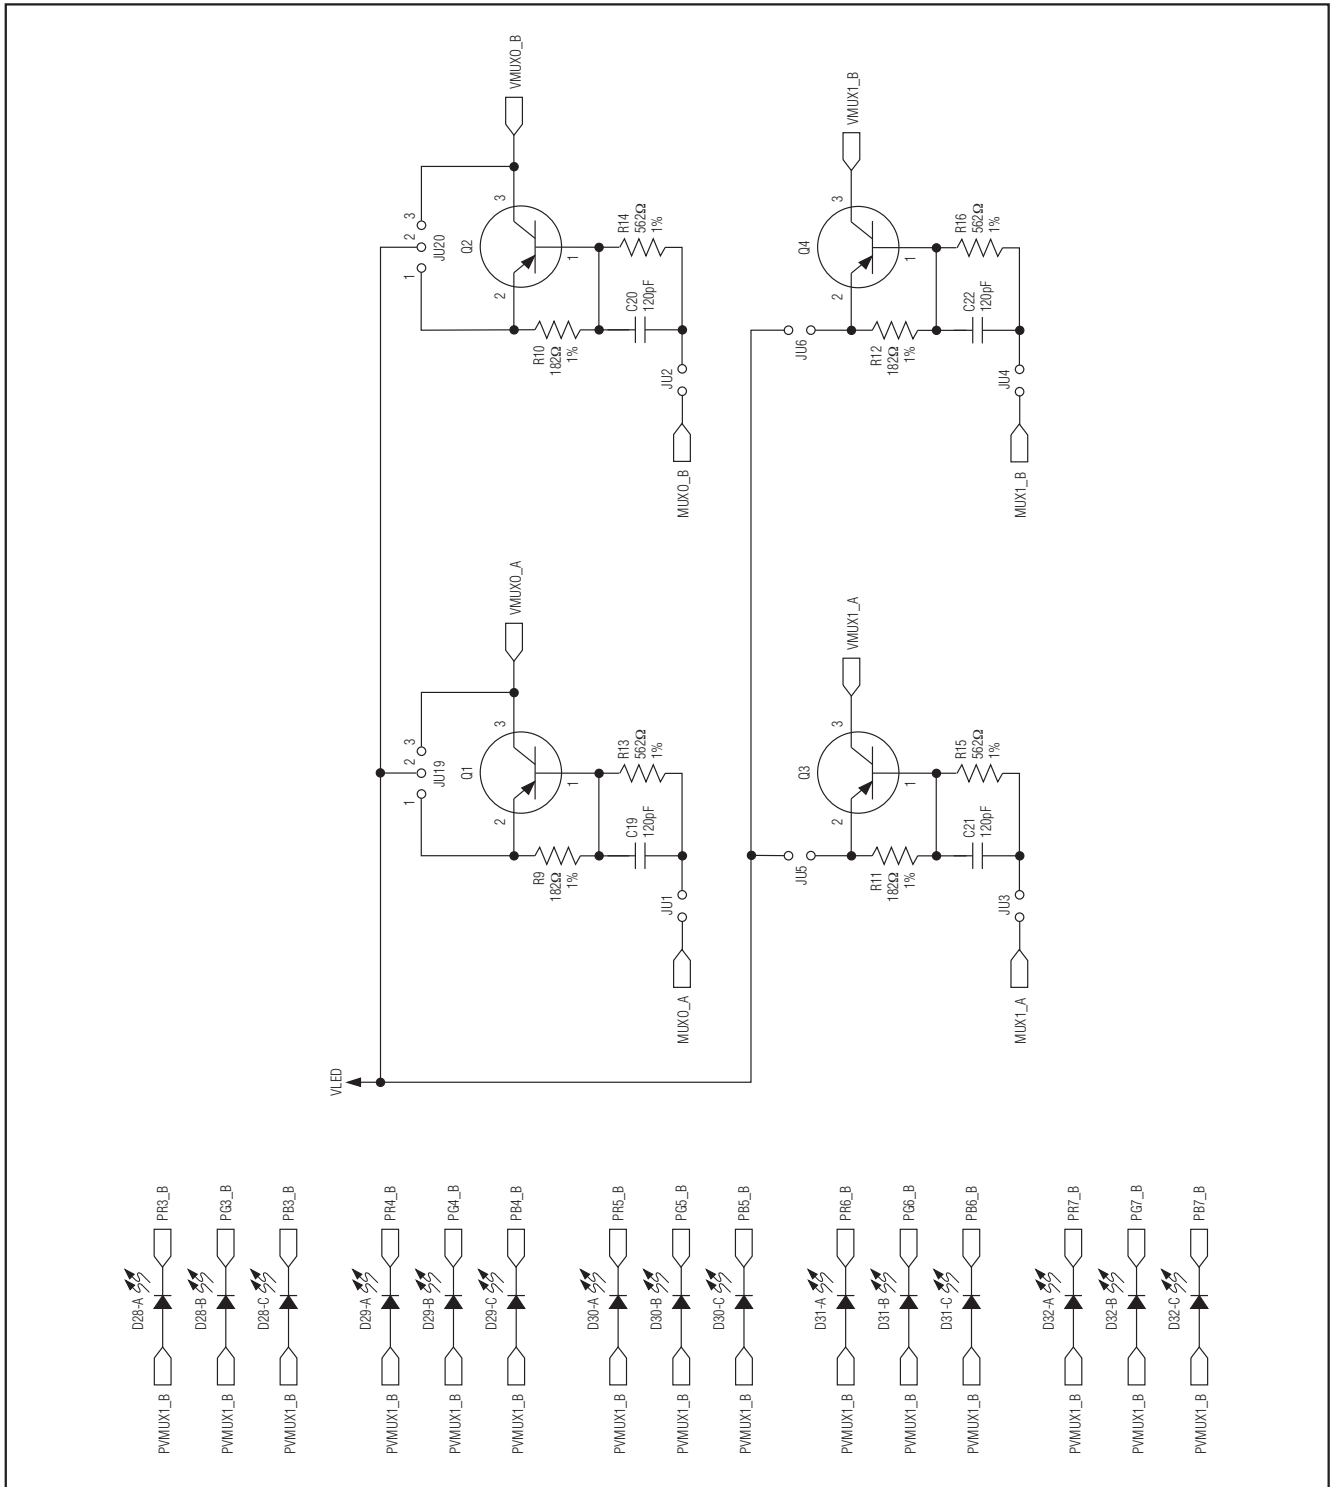 PVMUX1_B
D28-A
PR3_B
PVMUX1_B
D28-B
PG3_B
PVMUX1_B
D28-C
PB3_B
PVMUX1_B
D29-A
PR4_B
PVMUX1_B
D29-B
PG4_B
PVMUX1_B
D29-C
PB4_B
PVMUX1_B
D30-A
PR5_B
PVMUX1_B
D30-B
PG5_B
PVMUX1_B
D30-C
PB5_B
PVMUX1_B
D31-A
PR6_B
PVMUX1_B
D31-B
PG6_B
PVMUX1_B
D31-C
PB6_B
PVMUX1_B
D32-A
PR7_B
PVMUX1_B
D32-B
PG7_B
PVMUX1_B
D32-C
PB7_B
VLED
1
2
3
JU19
Q1
2
3
1
VMUX0_A
R9
182Ω
1%
C19
120pF
R13
562Ω
1%
JU1
MUX0_A
1
2
3
JU20
Q2
2
3
1
VMUX0_B
R10
182Ω
1%
C20
120pF
R14
562Ω
1%
JU2
MUX0_B
JU5
Q3
2
3
1
VMUX1_A
R11
182Ω
1%
C21
120pF
R15
562Ω
1%
JU3
MUX1_A
JU6
Q4
2
3
1
VMUX1_B
R12
182Ω
1%
C22
120pF
R16
562Ω
1%
JU4
MUX1_B